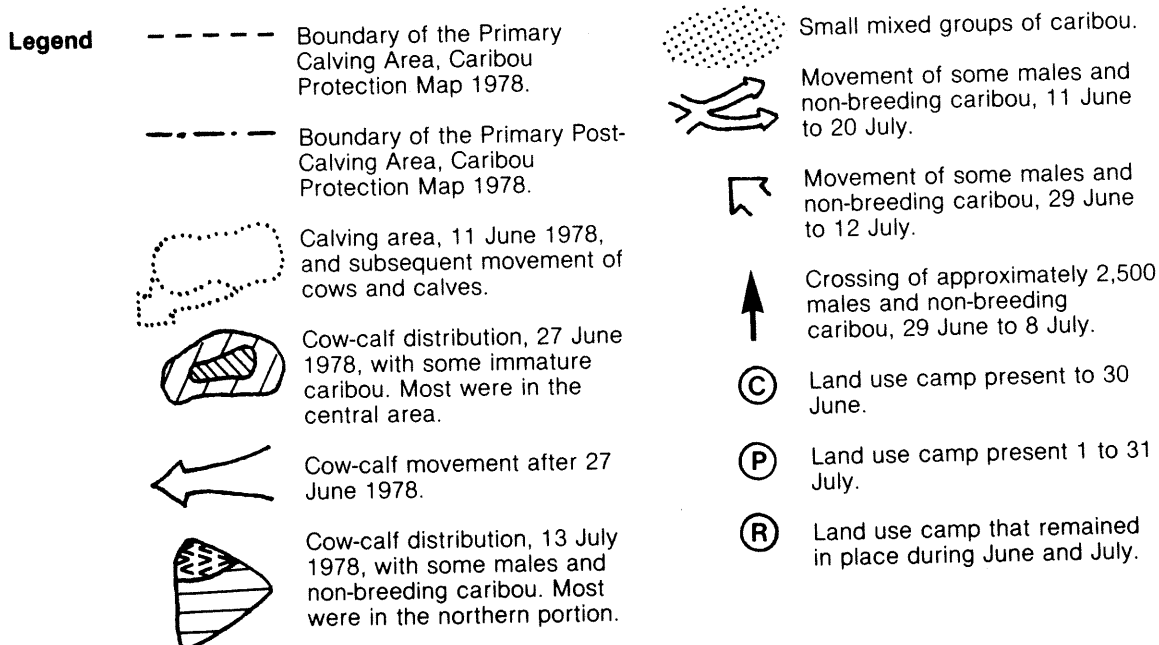 Legend
Boundary of the Primary
Calving Area, Caribou
Protection Map 1978.
Boundary of the Primary Post-
Calving Area, Caribou
Protection Map 1978.
Calving area, 11 June 1978,
and subsequent movement of
cows and calves.
Cow-calf distribution, 27 June
1978, with some immature
caribou. Most were in the
central area.
Cow-calf movement after 27
June 1978.
Cow-calf distribution, 13 July
1978, with some males and
non-breeding caribou. Most
were in the northern portion.
Small mixed groups of caribou.
Movement of some males and
non-breeding caribou, 11 June
to 20 July.
Movement of some males and
non-breeding caribou, 29 June
to 12 July.
Crossing of approximately 2,500
males and non-breeding
caribou, 29 June to 8 July.
C Land use camp present to 30
June.
P Land use camp present 1 to 31
July.
R Land use camp that remained
in place during June and July.